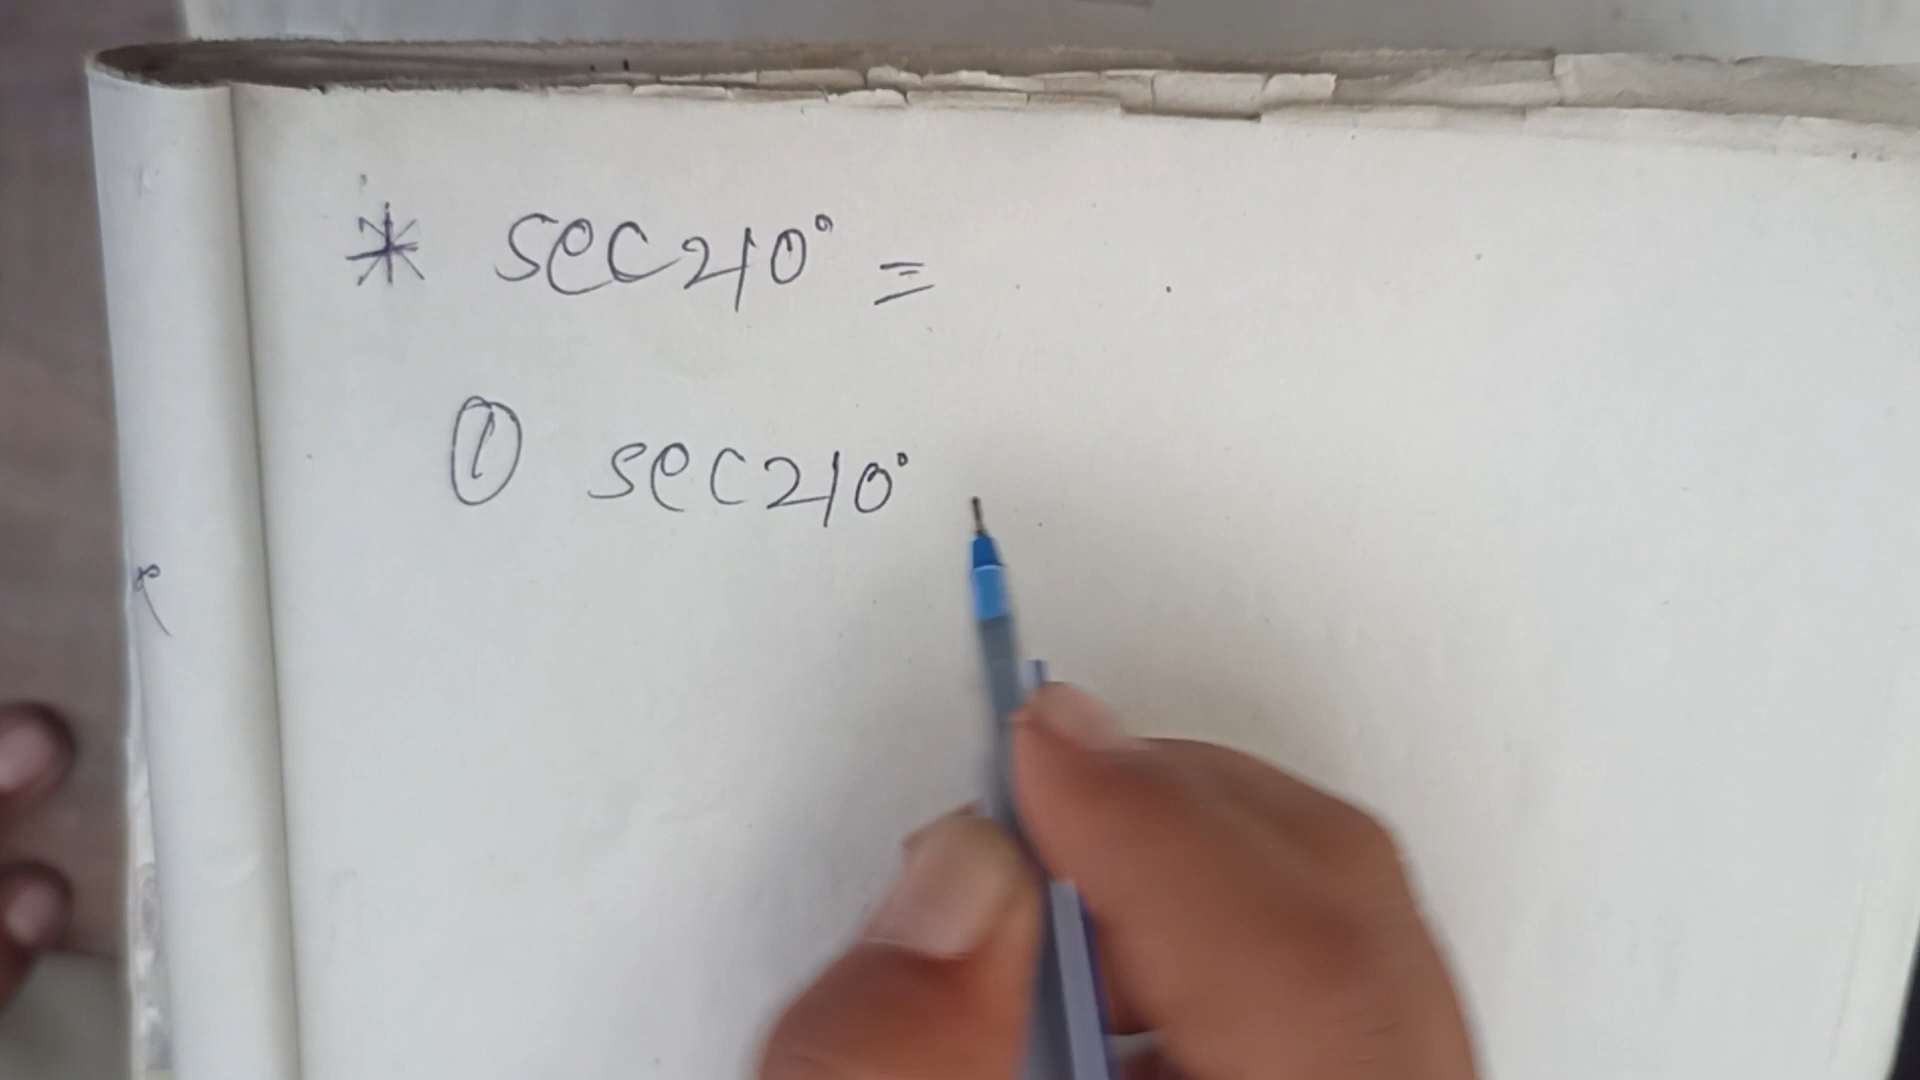 * sec210° =
① sec210°